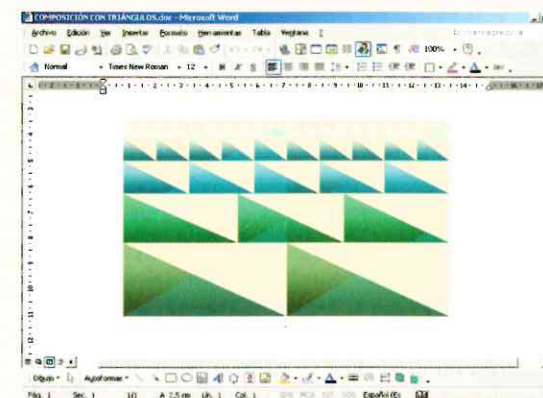 COMPOSICIÓN CON TRIÁNGULOS.doc - Microsoft Word
Archivo Edición Ver Insertar Formato Herramientas Tabla Ventana ?
100%
Normal Times New Roman 12 N K S
Dibujo Autoformas
Pág. 1 Sec. 1 1/1 A 2,5 cm Lín. 1 Col. 1 Español (Es